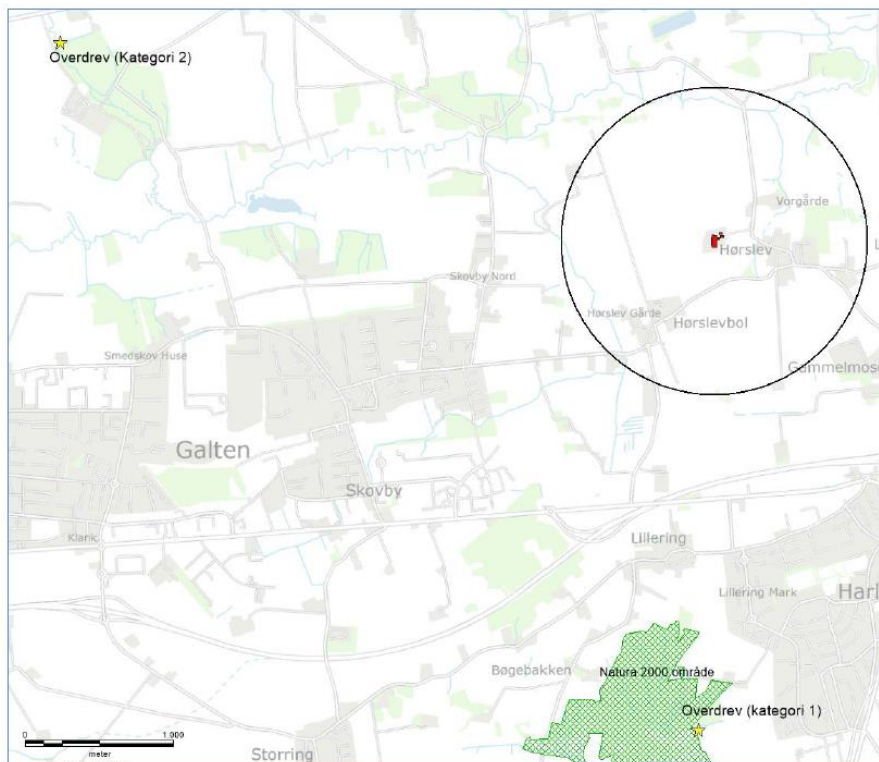 Overdrev (Kategori 2)
Vorgårde
Hørslev
Skovby Nord
Hørslev Gårde
Hørslevbol
Smedskov Huse
Gammelmose
Galten
Skovby
Klank
Lillering
Lillering Mark
Harl
Bøgebakken
Natura 2000 område
Overdrev (kategori 1)
0 1.000
meter
Storring